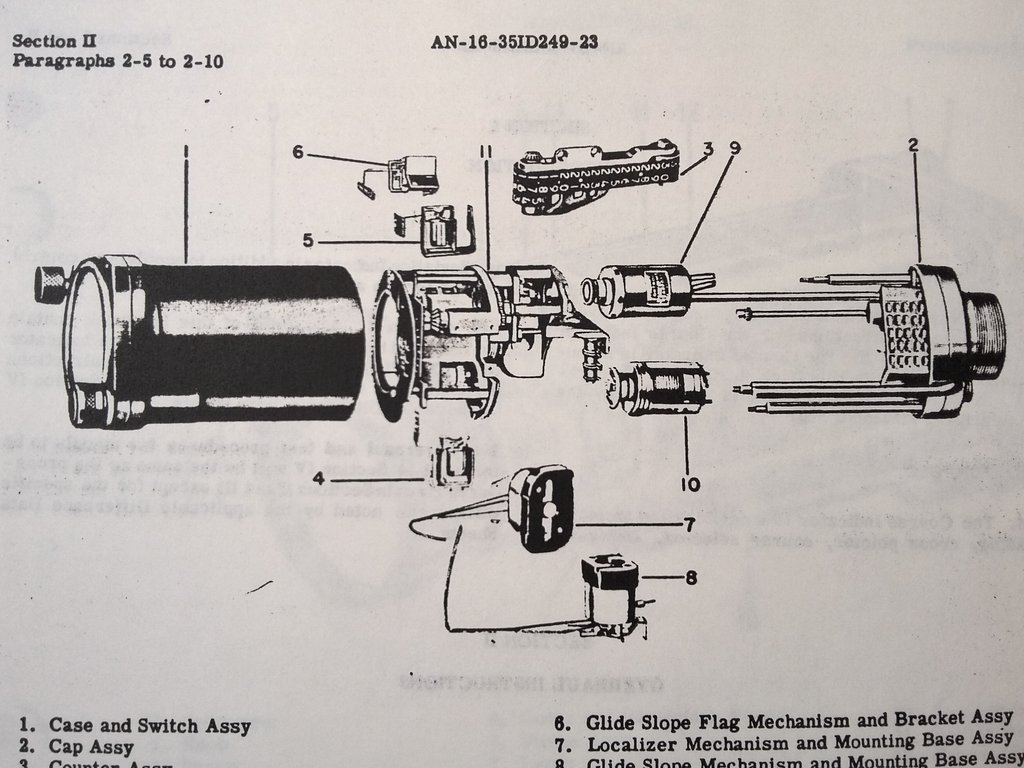 Section II
AN-16-35ID249-23
Paragraphs 2-5 to 2-10
1
6
11
3
9
2
5
4
10
7
8
1. Case and Switch Assy
2. Cap Assy
3 Counter Assy
6. Glide Slope Flag Mechanism and Bracket Assy
7. Localizer Mechanism and Mounting Base Assy
8 Glide Slope Mechanism and Mounting Base Assy